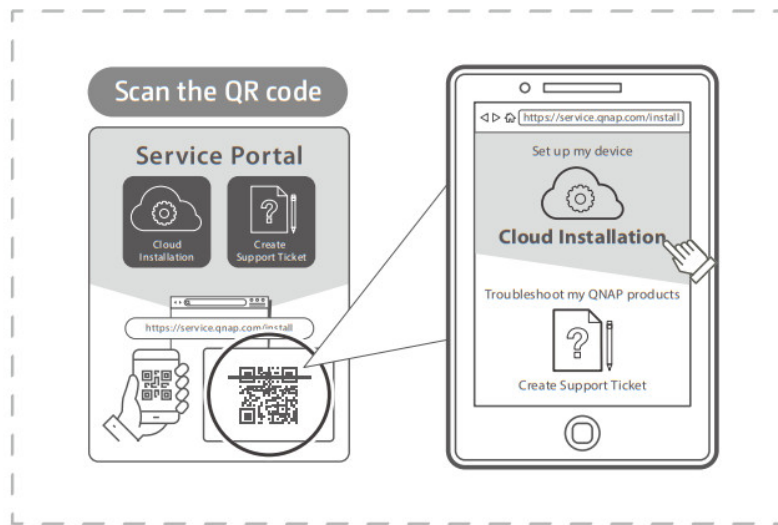 Scan the QR code
Service Portal
Cloud
Installation
Create
Support Ticket
https://service.qnap.com/install
https://service.qnap.com/install
Set up my device
Cloud Installation
Troubleshoot my QNAP products
Create Support Ticket